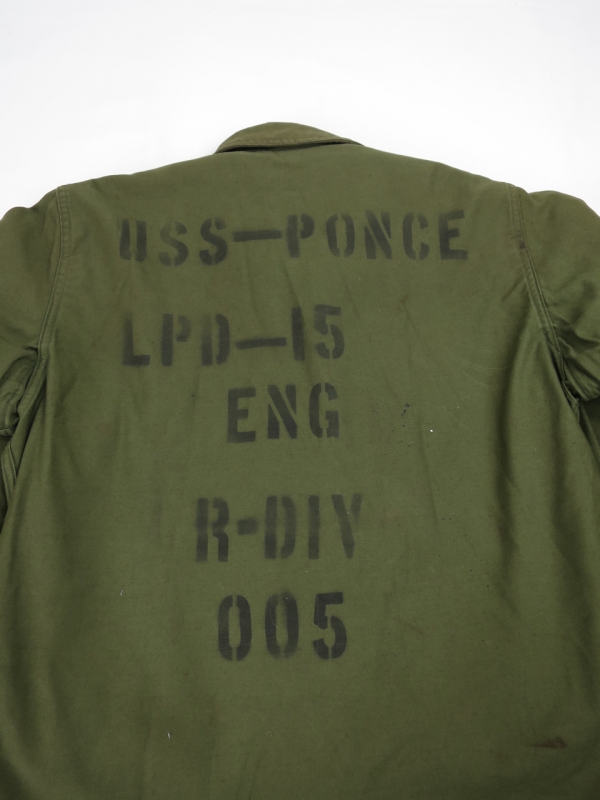 USS-PONCE
LPD-15
ENG
R-DIV
005